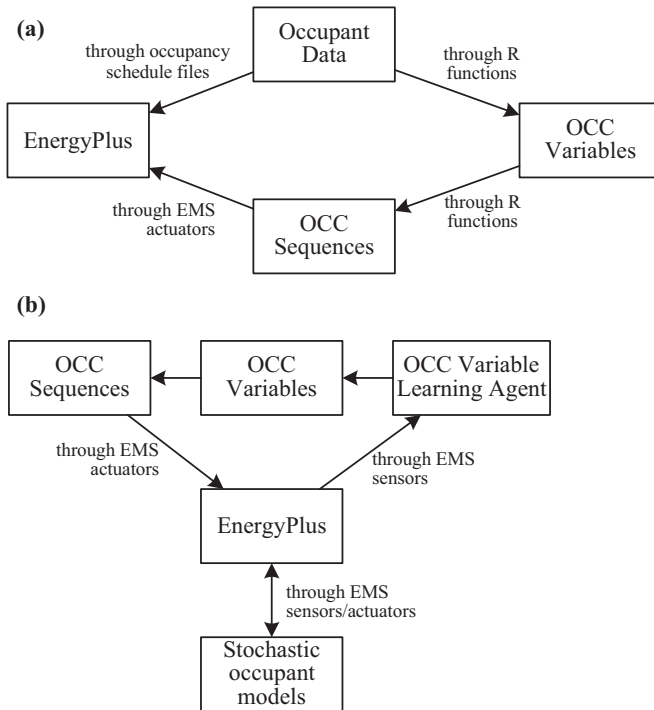 (a)
Occupant
Data
through occupancy
schedule files
through R
functions
EnergyPlus
OCC
Variables
through EMS
actuators
OCC
Sequences
through R
functions
(b)
OCC
Sequences
OCC
Variables
OCC Variable
Learning Agent
through EMS
actuators
through EMS
sensors
EnergyPlus
through EMS
sensors/actuators
Stochastic
occupant
models